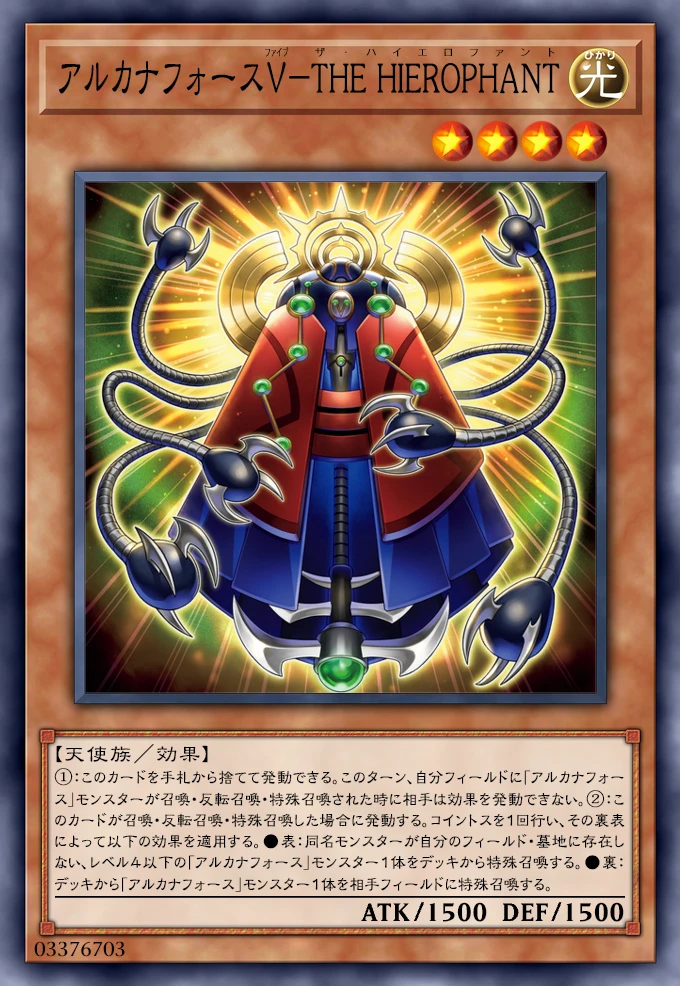 ファイブ ザ・ハイエロファント
アルカナフォースV－THE HIEROPHANT
ひかり
光
【天使族／効果】
①：このカードを手札から捨てて発動できる。このターン、自分フィールドに「アルカナフォー
ス」モンスターが召喚・反転召喚・特殊召喚された時に相手は効果を発動できない。②：こ
のカードが召喚・反転召喚・特殊召喚した場合に発動する。コイントスを1回行い、その裏表
によって以下の効果を適用する。●表：同名モンスターが自分のフィールド・墓地に存在し
ない、レベル4以下の「アルカナフォース」モンスター1体をデッキから特殊召喚する。●裏：
デッキから「アルカナフォース」モンスター1体を相手フィールドに特殊召喚する。
ATK/1500 DEF/1500
03376703